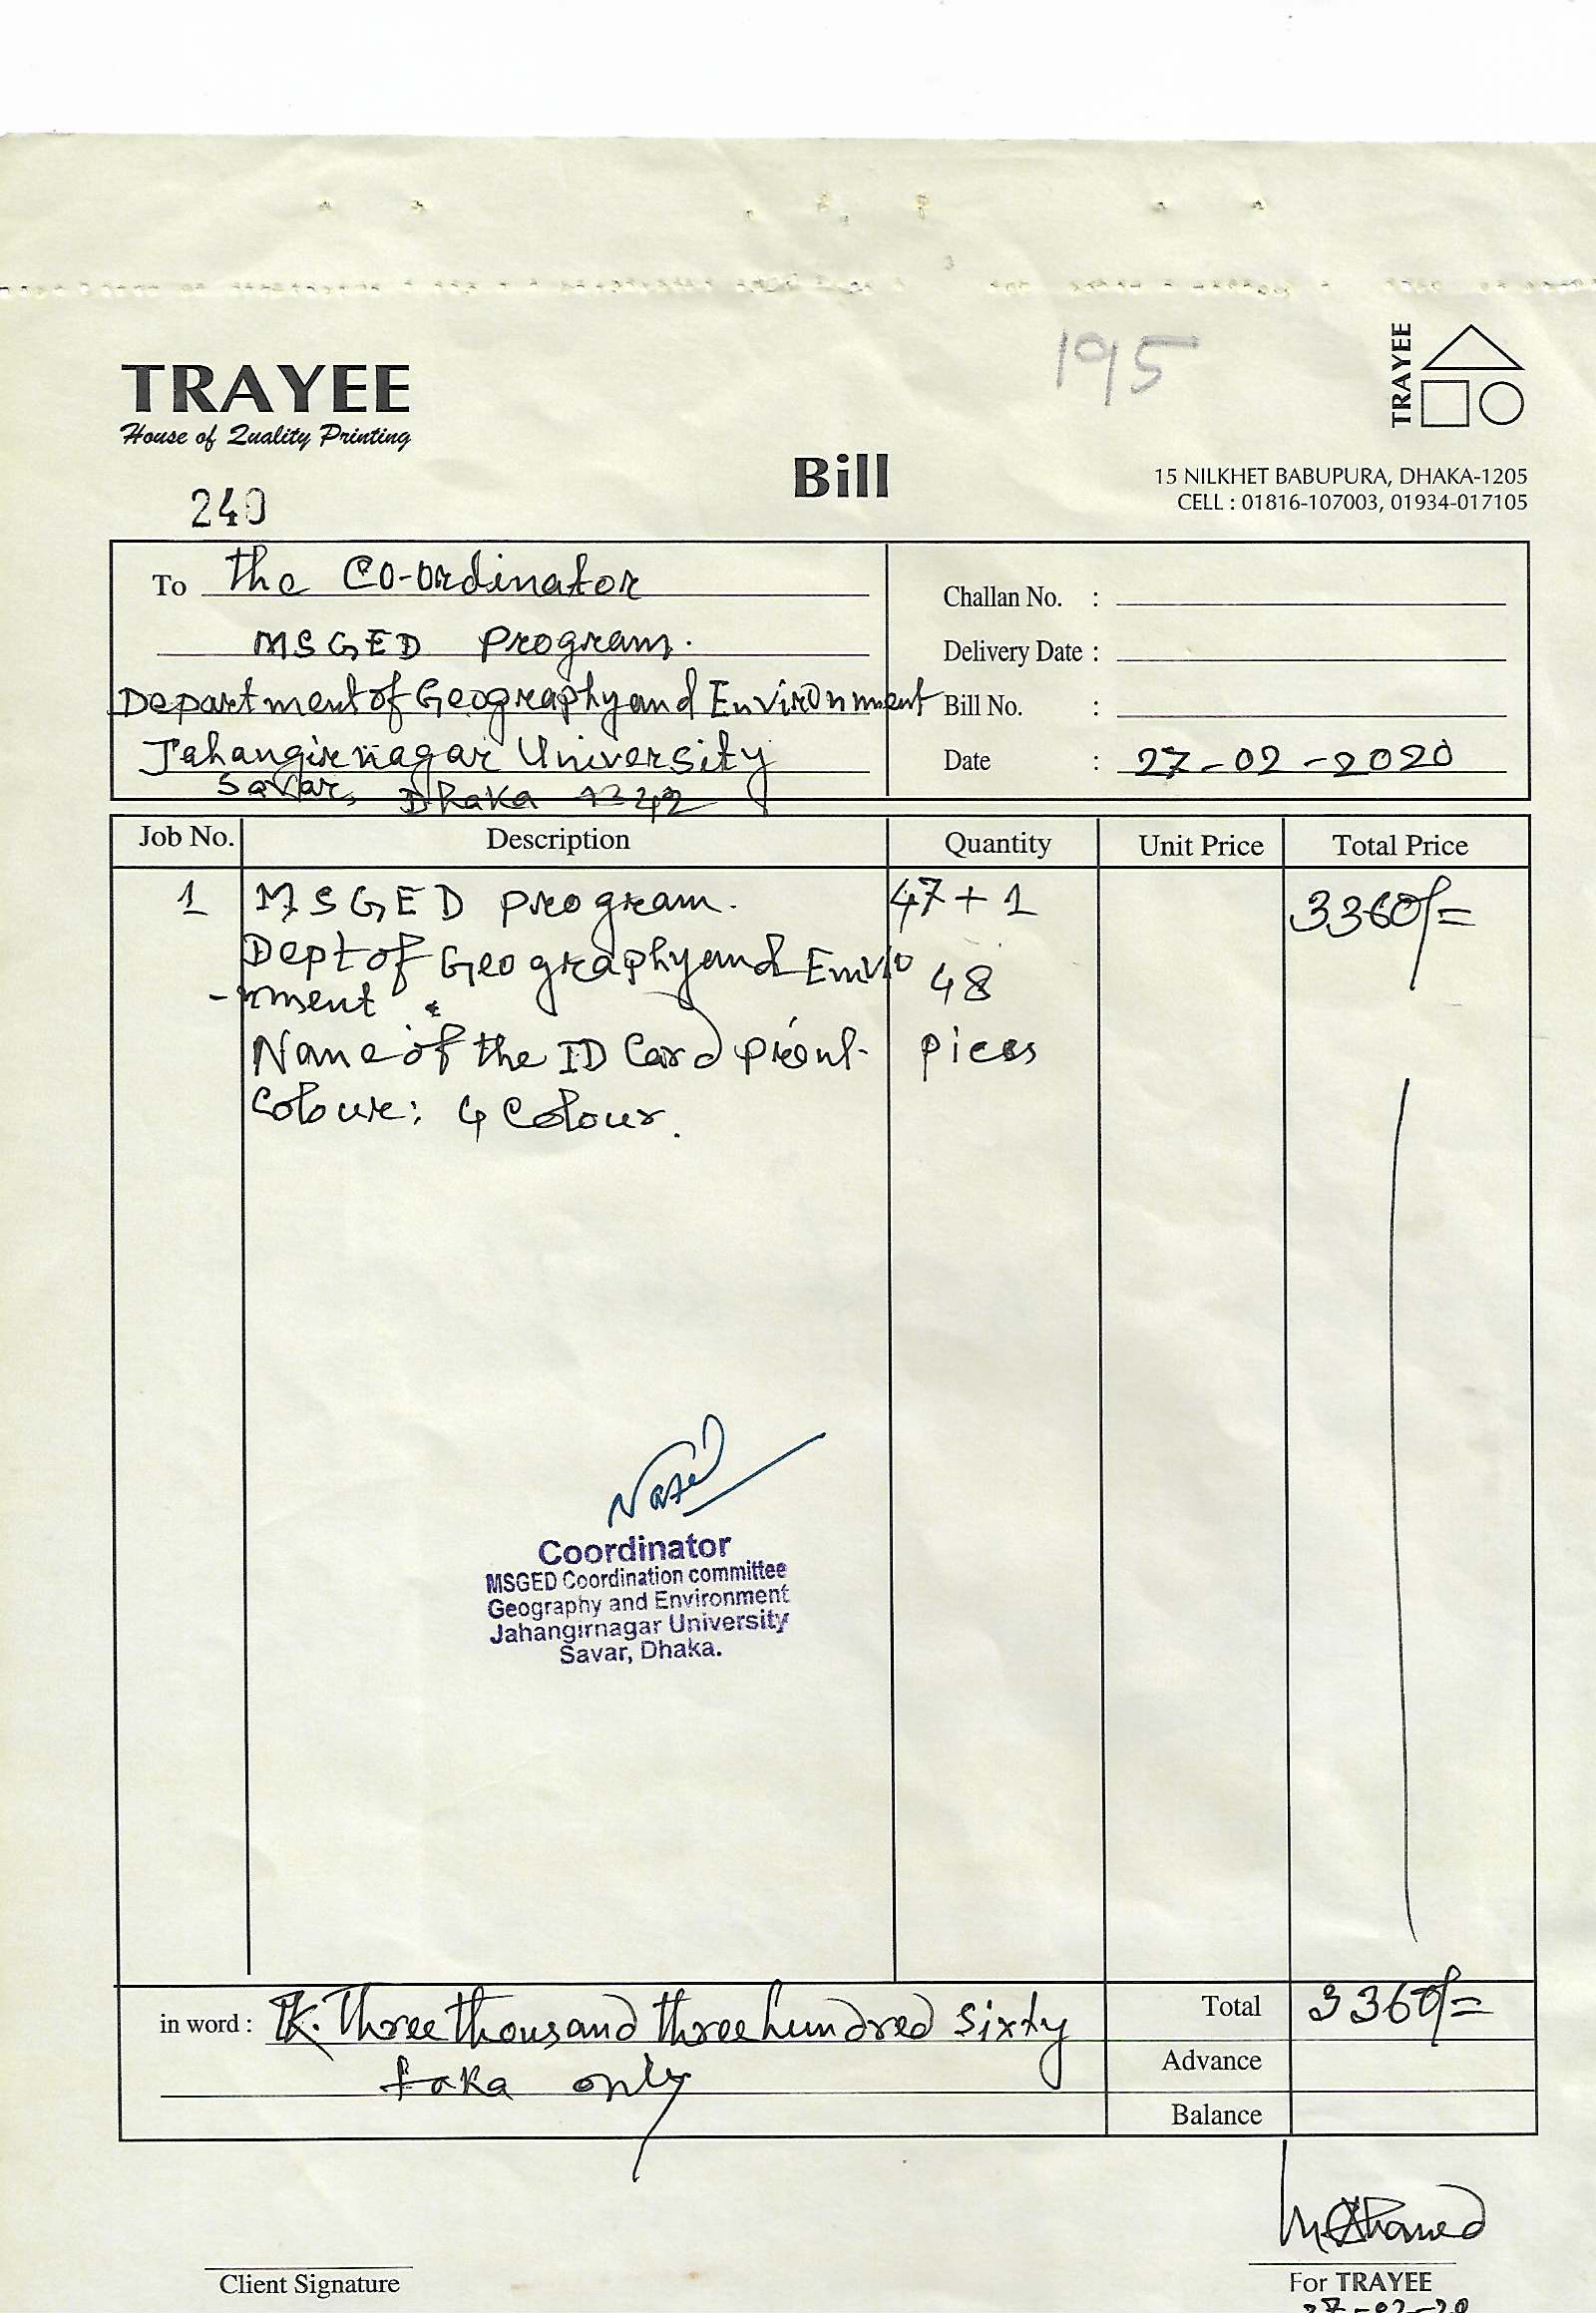 195
TRAYEE
TRAYEE
House of Quality Printing
Bill
15 NILKHET BABUPURA, DHAKA-1205
CELL : 01816-107003, 01934-017105
240
To the Co-ordinator
MSGED Program.
Department of Geography and Environment
Jahangirnagar University
Savar, Dhaka 1342
Challan No. :
Delivery Date :
Bill No. :
Date : 27-02-2020
Job No. Description Quantity Unit Price Total Price
1 MSGED program. 47+1 3360/=
Dept of Geography and Enviro 48
-nment &
Name of the ID Card print. pices
Colour: 4 Colour.
Coordinator
MSGED Coordination committee
Geography and Environment
Jahangirnagar University
Savar, Dhaka.
in word : TK. Three thousand three hundred sixty Total 3360/=
taka only Advance
Balance
Client Signature
For TRAYEE
27-02-20